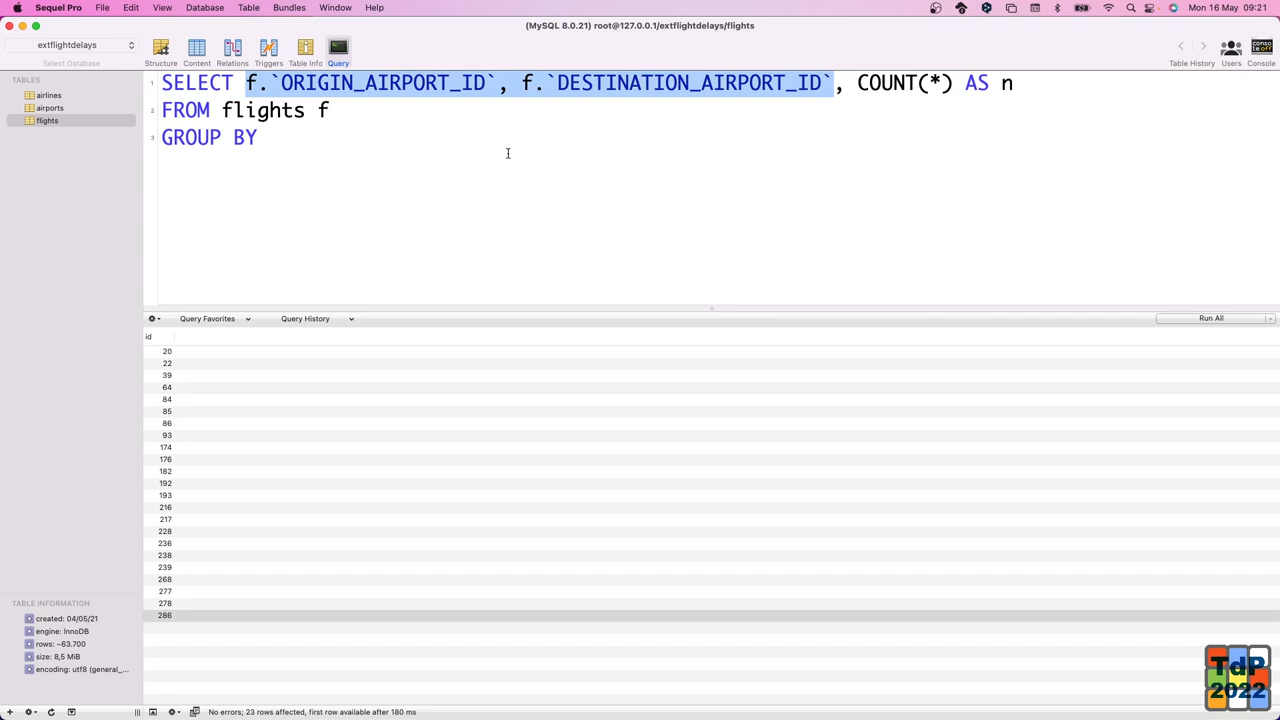 Sequel Pro File Edit View Database Table Bundles Window Help Mon 16 May 09:21
(MySQL 8.0.21) root@127.0.0.1/extflightdelays/flights
extflightdelays
Select Database
Structure Content Relations Triggers Table Info Query Table History Users Console
console off
TABLES
airlines
airports
flights
1 SELECT f.`ORIGIN_AIRPORT_ID`, f.`DESTINATION_AIRPORT_ID`, COUNT(*) AS n
2 FROM flights f
3 GROUP BY
Query Favorites Query History Run All
id
20
22
39
64
84
85
86
93
174
176
182
192
193
216
217
228
236
238
239
268
277
278
286
TABLE INFORMATION
created: 04/05/21
engine: InnoDB
rows: ~63.700
size: 8,5 MiB
encoding: utf8 (general_...
No errors; 23 rows affected, first row available after 180 ms
TdP
2022